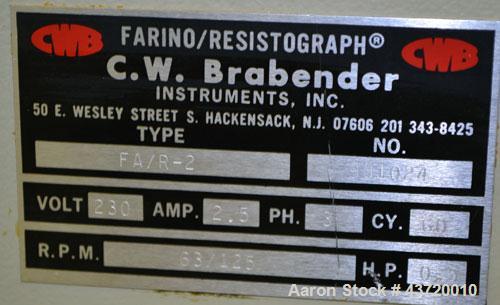 CWB FARINO/RESISTOGRAPH® CWB
C.W. Brabender
INSTRUMENTS, INC.
50 E. WESLEY STREET S. HACKENSACK, N.J. 07606 201 343-8425
TYPE NO.
FA/R-2
VOLT 230 AMP. 2.5 PH. 3 CY. 60
R.P.M. 63/125 H.P.
Aaron Stock #43720010